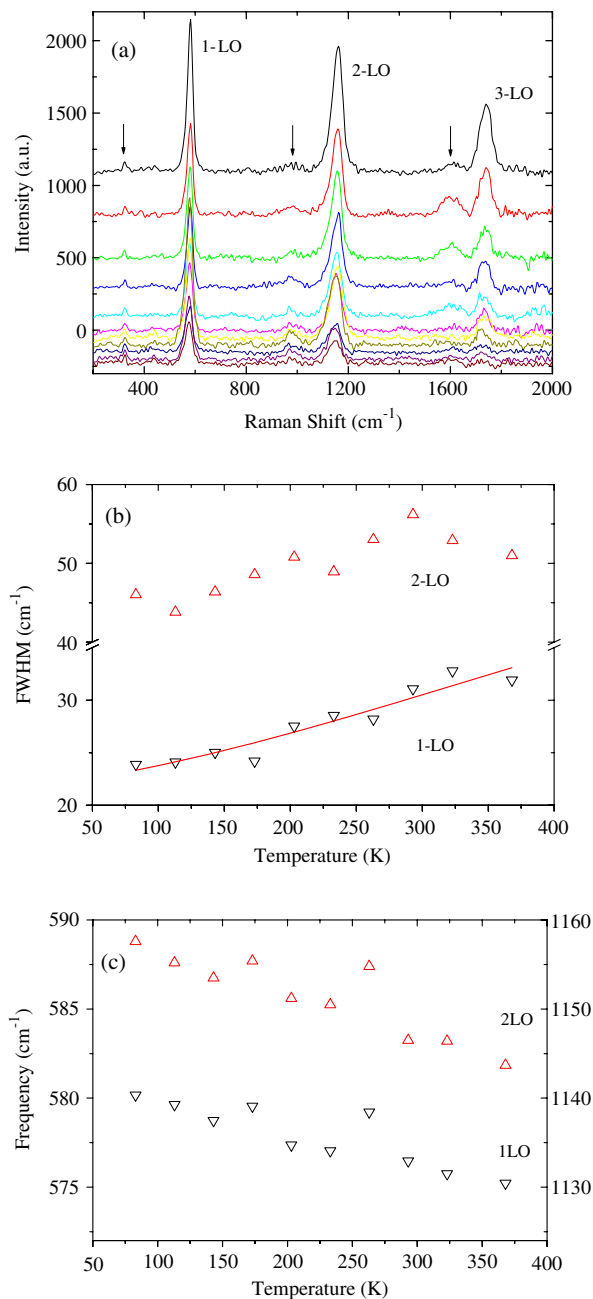 (a)
1-LO
2-LO
3-LO
2000
1500
1000
500
0
Intensity (a.u.)
400 800 1200 1600 2000
Raman Shift (cm⁻¹)
(b)
60
50
40
30
20
2-LO
1-LO
FWHM (cm⁻¹)
50 100 150 200 250 300 350 400
Temperature (K)
(c)
590
585
580
575
1160
1150
1140
1130
2LO
1LO
Frequency (cm⁻¹)
50 100 150 200 250 300 350 400
Temperature (K)